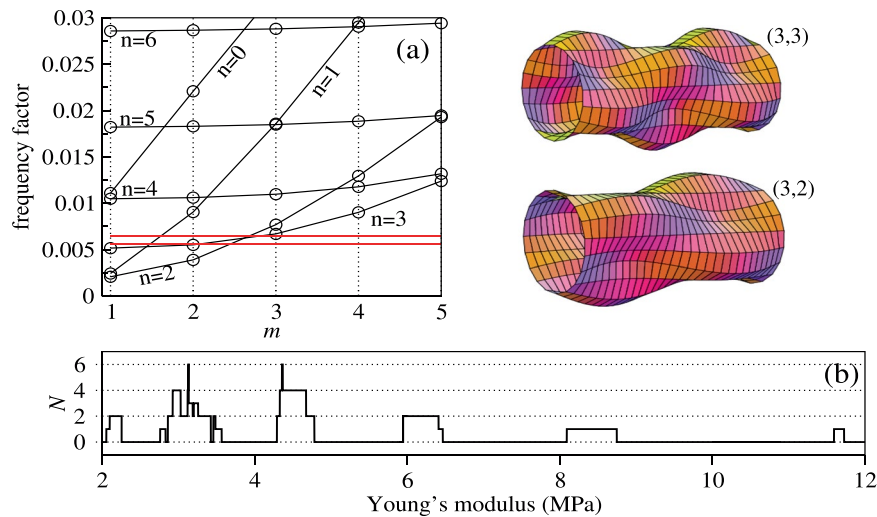 0.03
0.025
0.02
0.015
0.01
0.005
0
frequency factor
(a)
n=6
n=0
n=1
n=5
n=4
n=3
n=2
1 2 3 4 5
m
(3,3)
(3,2)
(b)
6
4
2
0
N
2 4 6 8 10 12
Young's modulus (MPa)